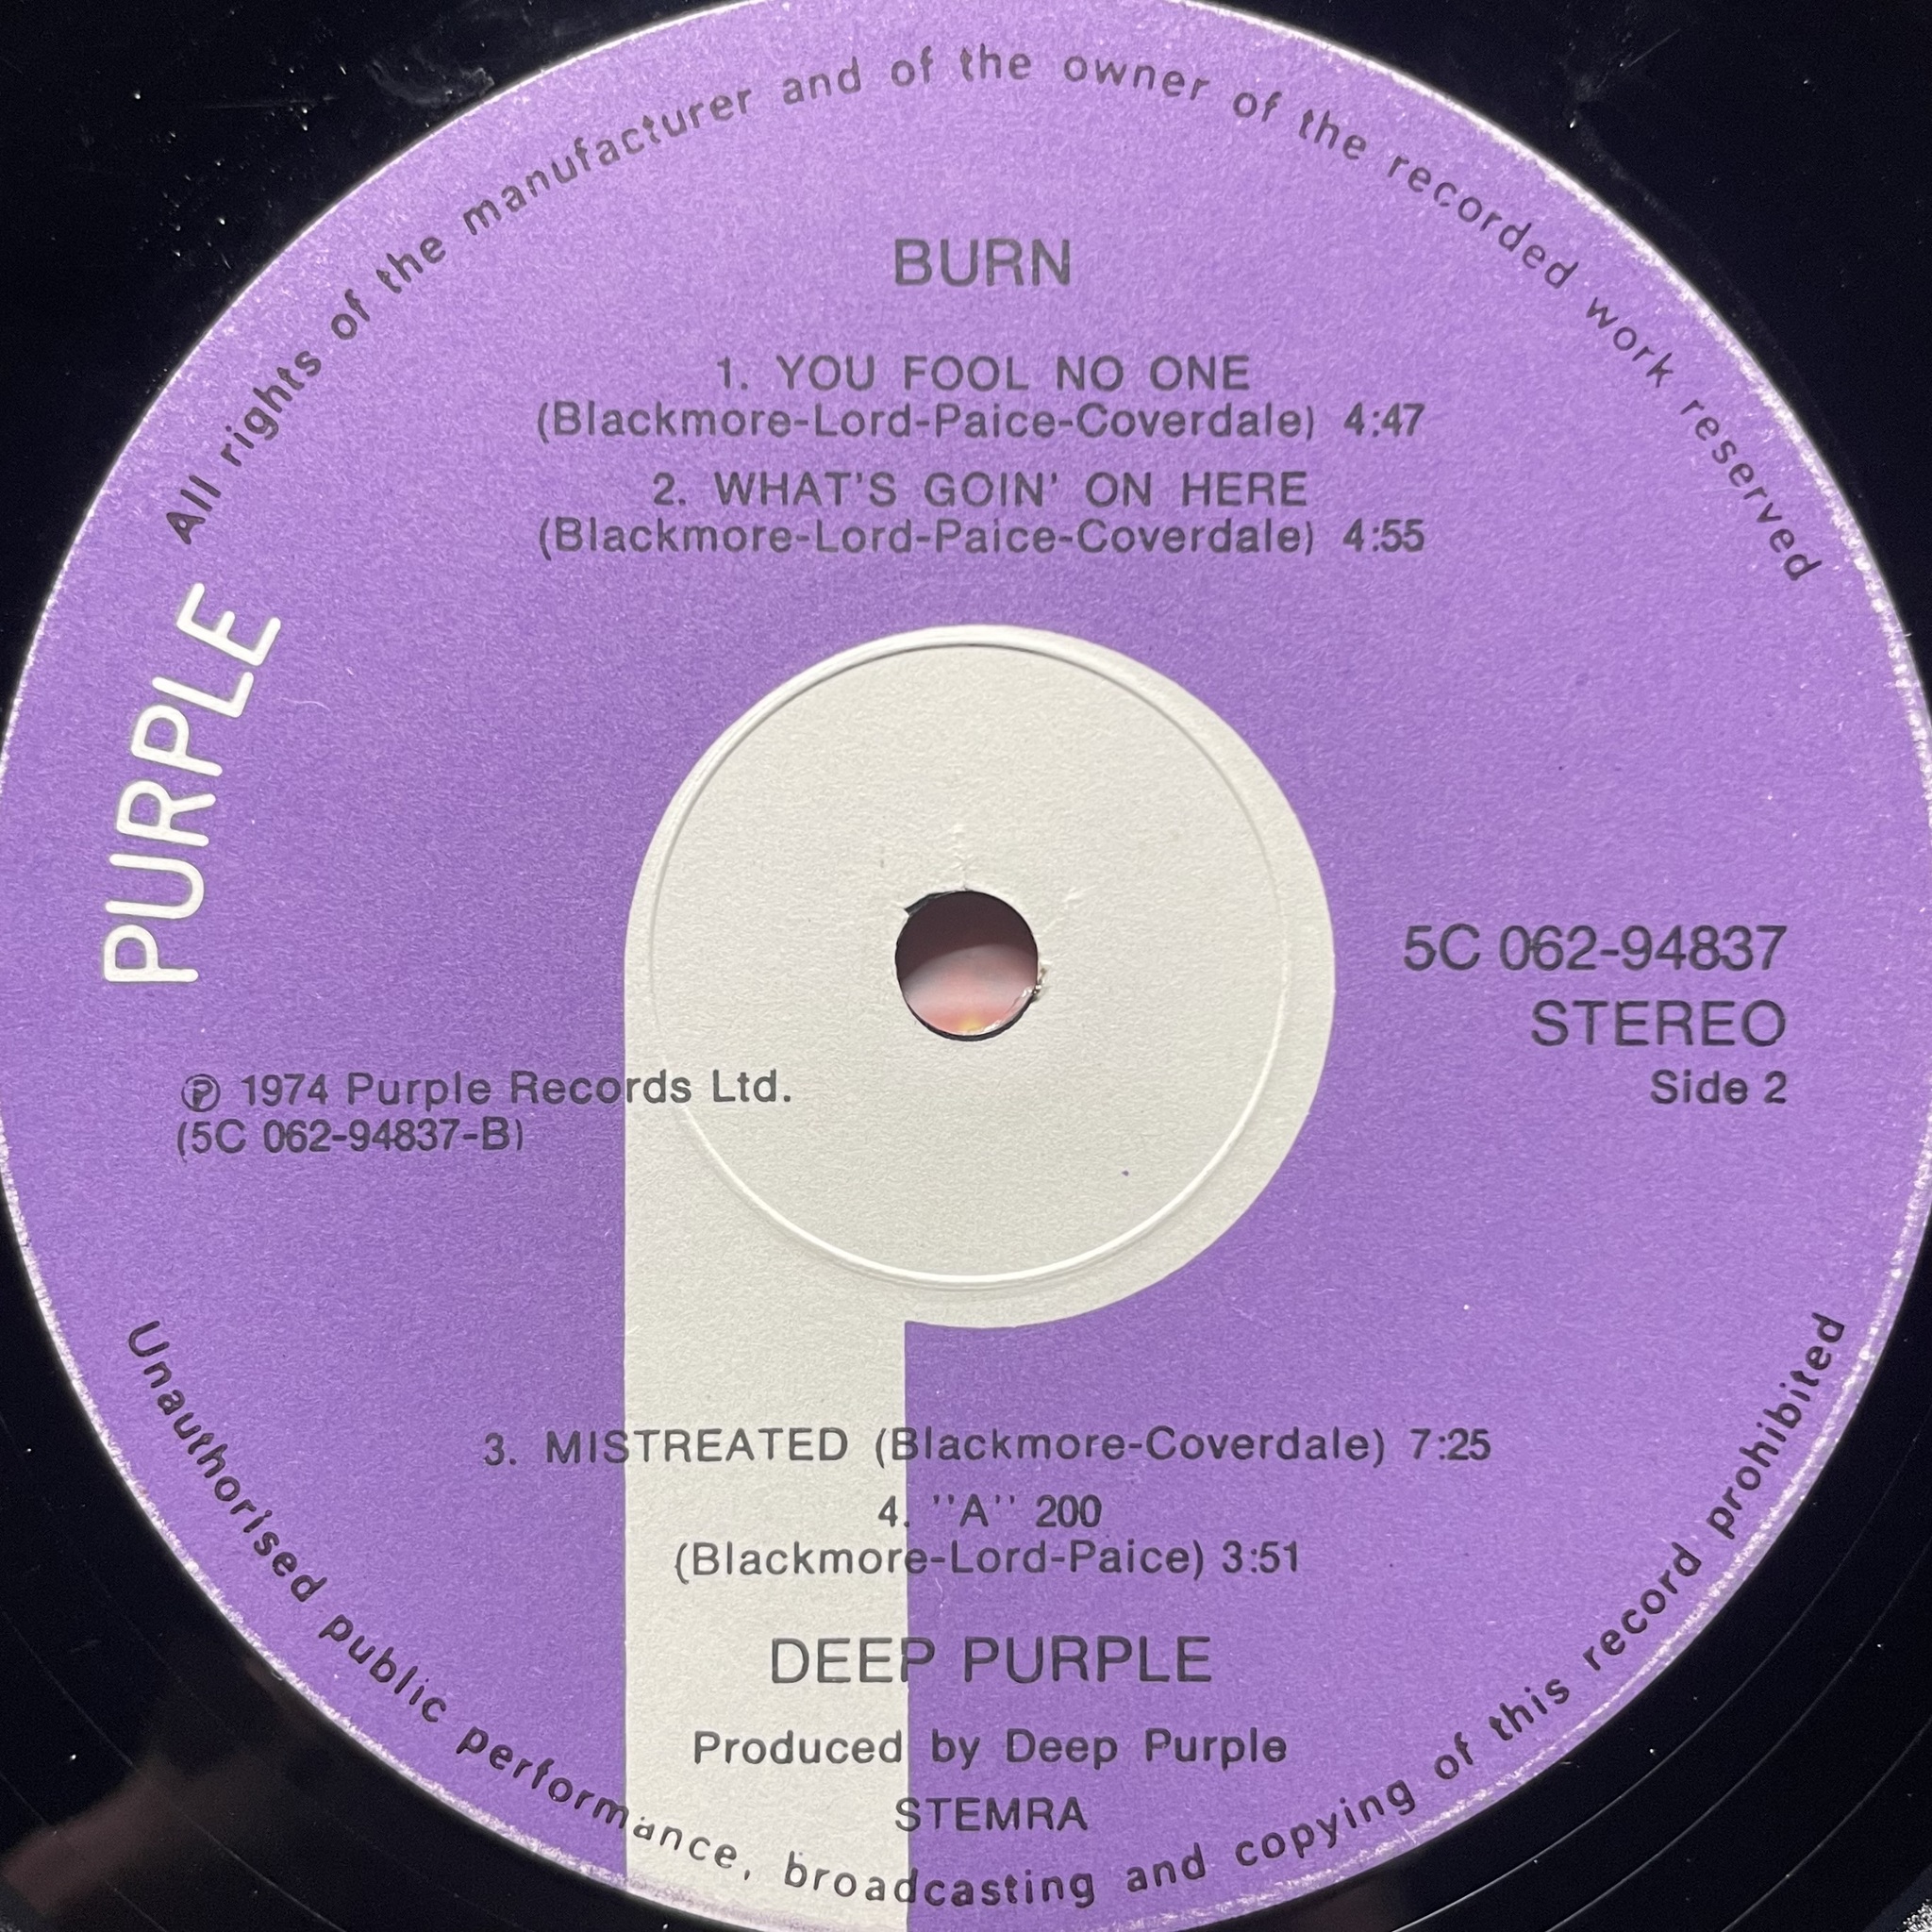 All rights of the manufacturer and of the owner of the recorded work reserved
BURN
1. YOU FOOL NO ONE
(Blackmore-Lord-Paice-Coverdale) 4:47
2. WHAT'S GOIN' ON HERE
(Blackmore-Lord-Paice-Coverdale) 4:55
PURPLE
5C 062-94837
STEREO
Side 2
℗ 1974 Purple Records Ltd.
(5C 062-94837-B)
3. MISTREATED (Blackmore-Coverdale) 7:25
4. ''A'' 200
(Blackmore-Lord-Paice) 3:51
DEEP PURPLE
Produced by Deep Purple
STEMRA
Unauthorised public performance, broadcasting and copying of this record prohibited